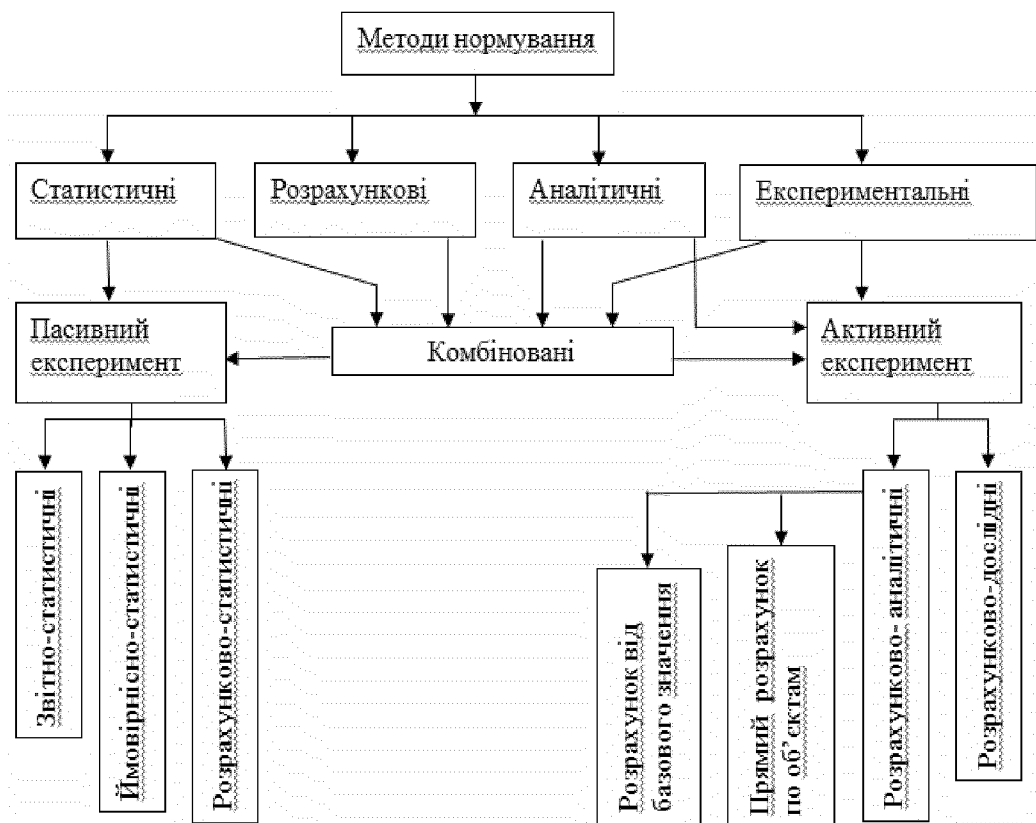 Методи нормування
Статистичні
Розрахункові
Аналітичні
Експериментальні
Пасивний
експеримент
Комбіновані
Активний
експеримент
Звітно-статистичні
Ймовірнісно-статистичні
Розрахунково-статистичні
Розрахунок від
базового значення
Прямий розрахунок
по об’єктам
Розрахунково- аналітичні
Розрахунково-дослідні